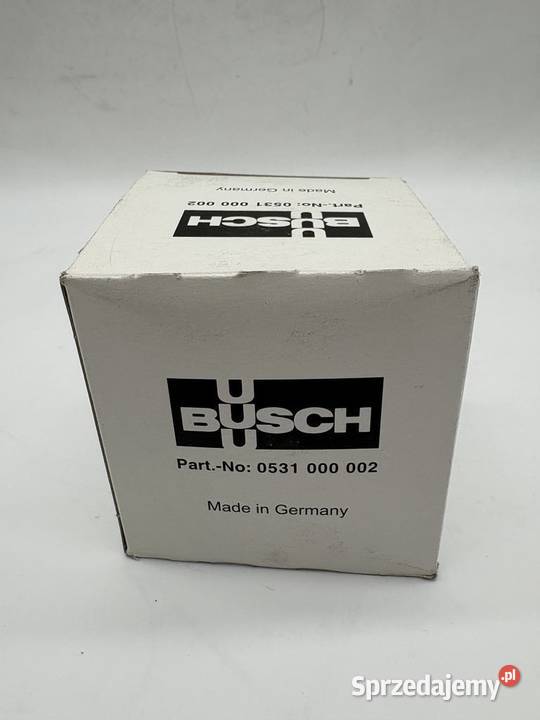 Made in Germany
Part.-No: 0531 000 002
BUSCH
U
BUSCH
U
Part.-No: 0531 000 002
Made in Germany
Sprzedajemy.pl